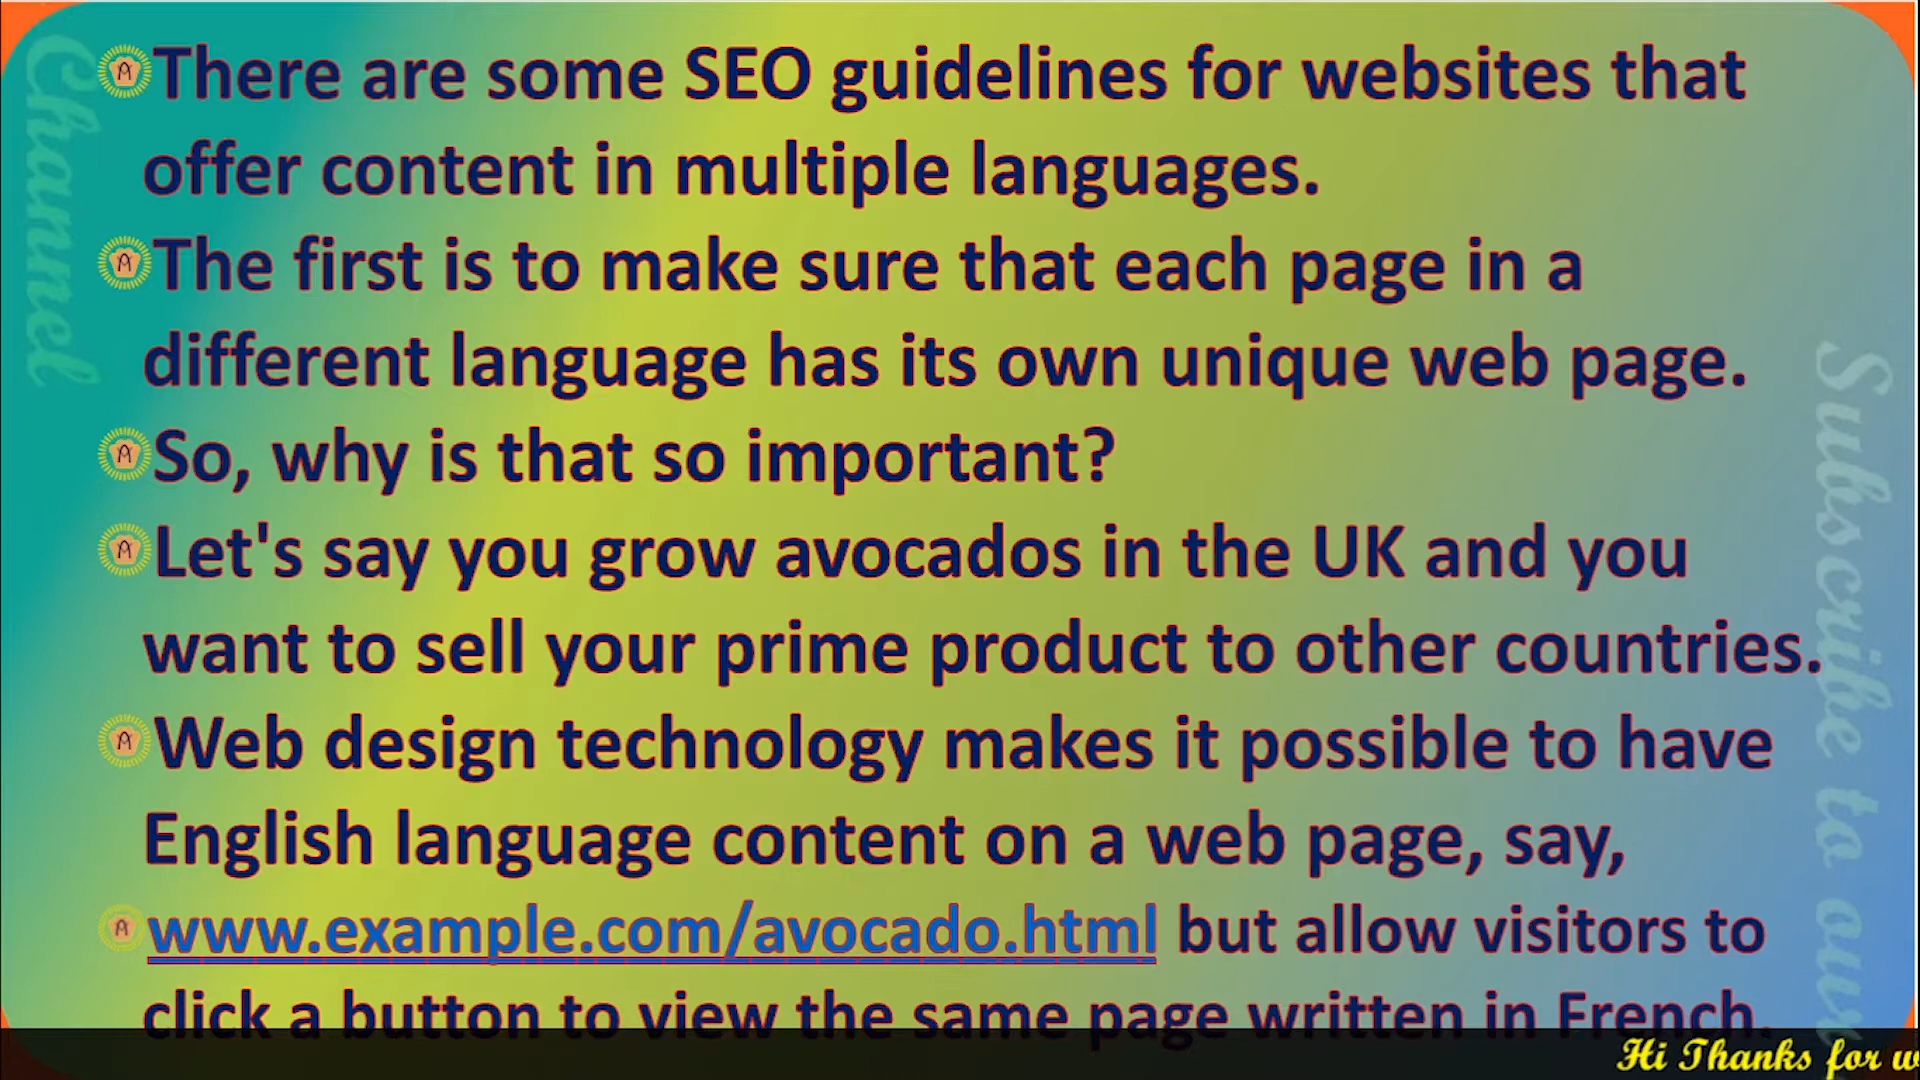 There are some SEO guidelines for websites that
offer content in multiple languages.
The first is to make sure that each page in a
different language has its own unique web page.
So, why is that so important?
Let's say you grow avocados in the UK and you
want to sell your prime product to other countries.
Web design technology makes it possible to have
English language content on a web page, say,
www.example.com/avocado.html but allow visitors to
click a button to view the same page written in French.
Hi Thanks for w
Subscribe to our
Channel